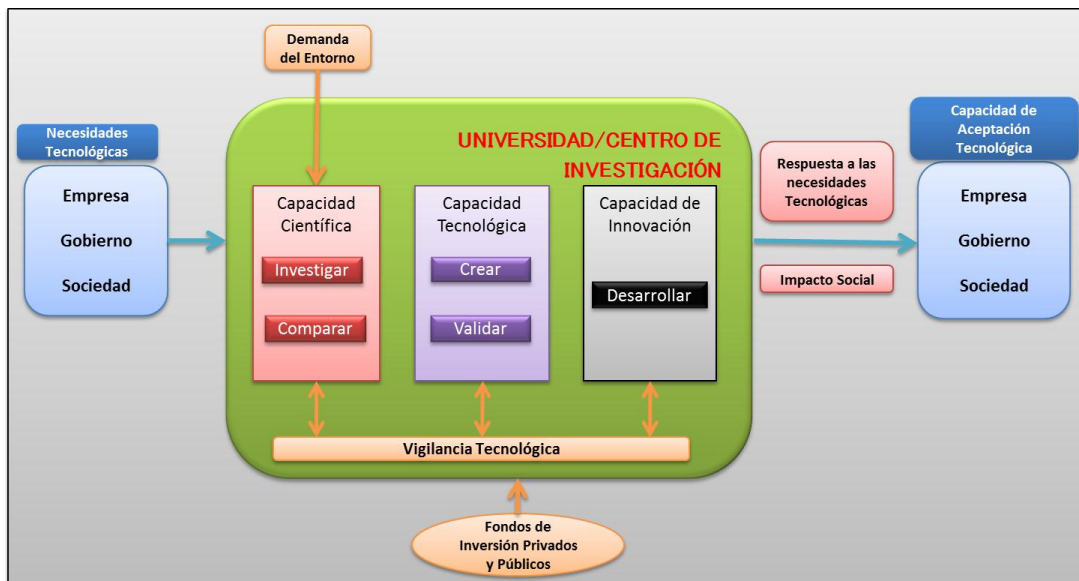 Demanda
del Entorno
Necesidades
Tecnológicas
Empresa
Gobierno
Sociedad
UNIVERSIDAD/CENTRO DE
INVESTIGACIÓN
Capacidad
Científica
Investigar
Comparar
Capacidad
Tecnológica
Crear
Validar
Capacidad de
Innovación
Desarrollar
Vigilancia Tecnológica
Fondos de
Inversión Privados
y Públicos
Respuesta a las
necesidades
Tecnológicas
Impacto Social
Capacidad de
Aceptación
Tecnológica
Empresa
Gobierno
Sociedad